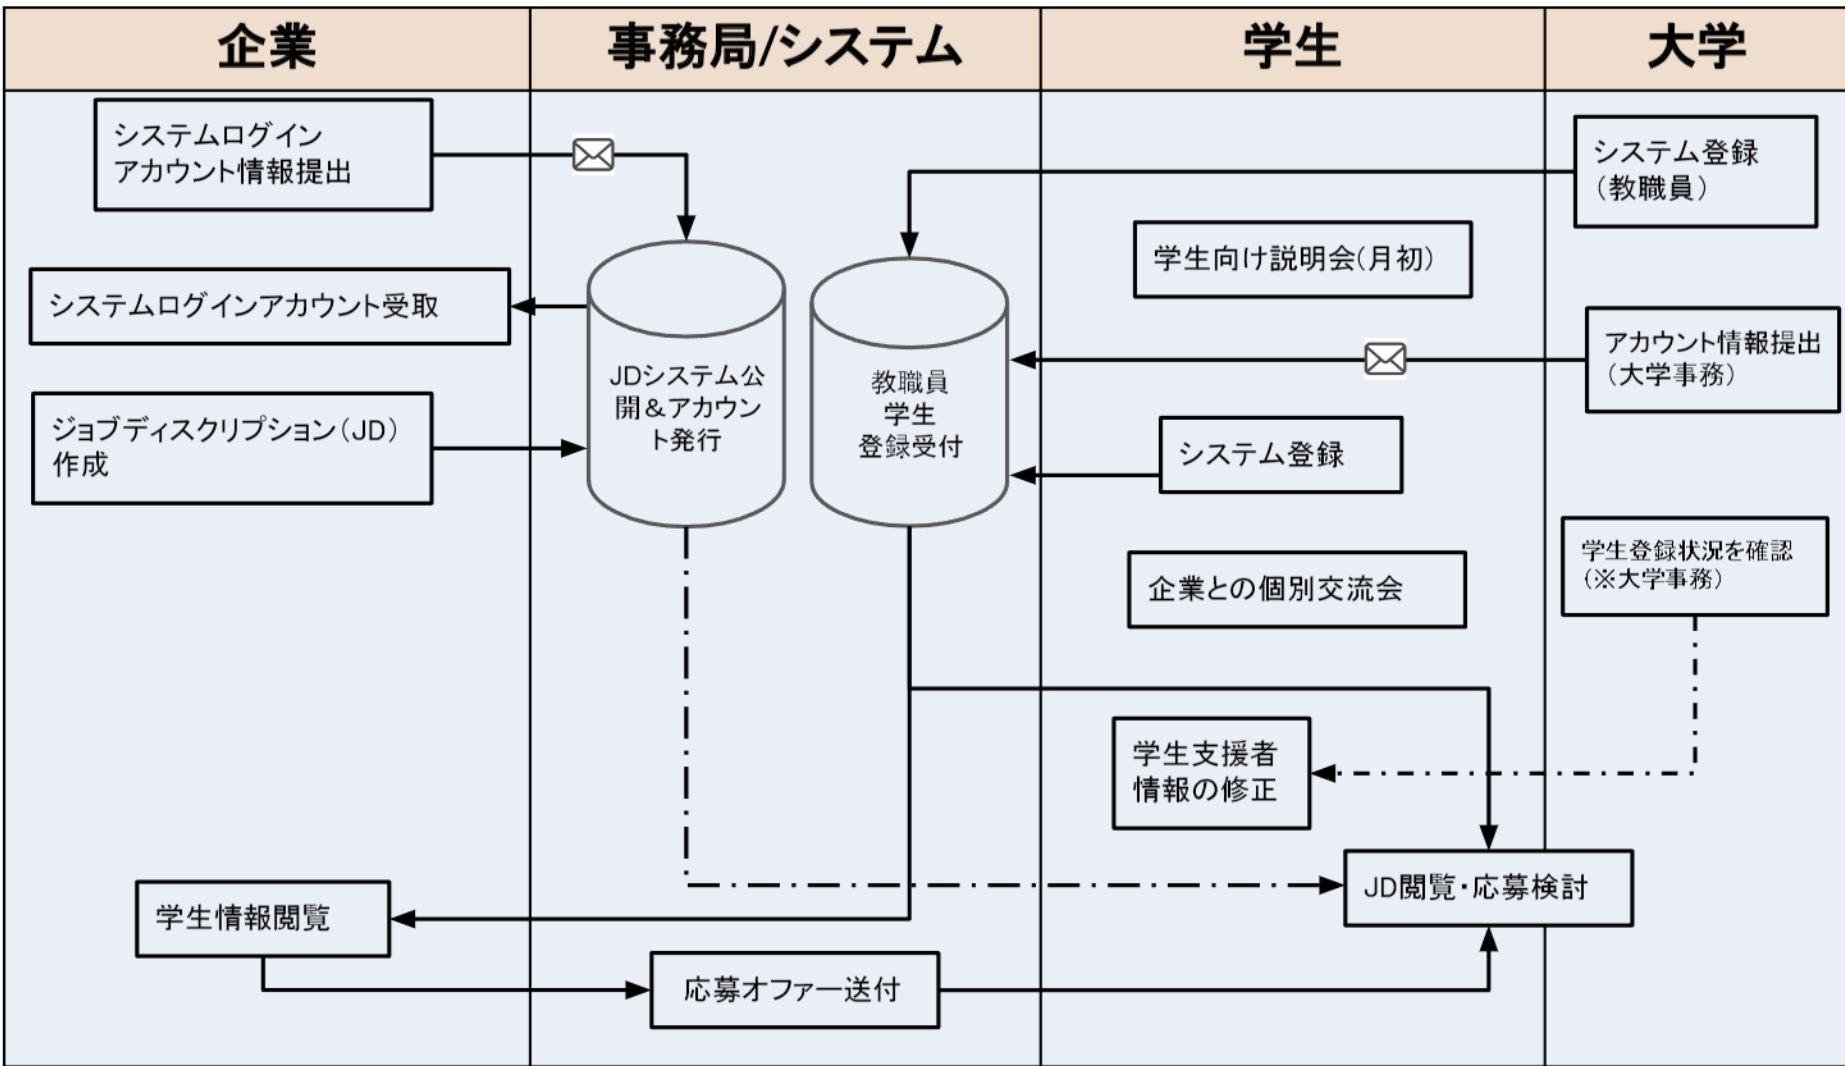 企業
事務局/システム
学生
大学
システムログイン
アカウント情報提出
システム登録
(教職員)
学生向け説明会(月初)
システムログインアカウント受取
JDシステム公
開&アカウン
ト発行
教職員
学生
登録受付
アカウント情報提出
(大学事務)
ジョブディスクリプション(JD)
作成
システム登録
学生登録状況を確認
(※大学事務)
企業との個別交流会
学生支援者
情報の修正
JD閲覧・応募検討
学生情報閲覧
応募オファー送付